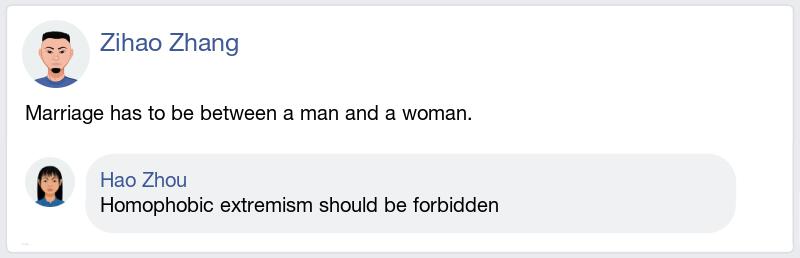 Zihao Zhang
Marriage has to be between a man and a woman.
Hao Zhou
Homophobic extremism should be forbidden